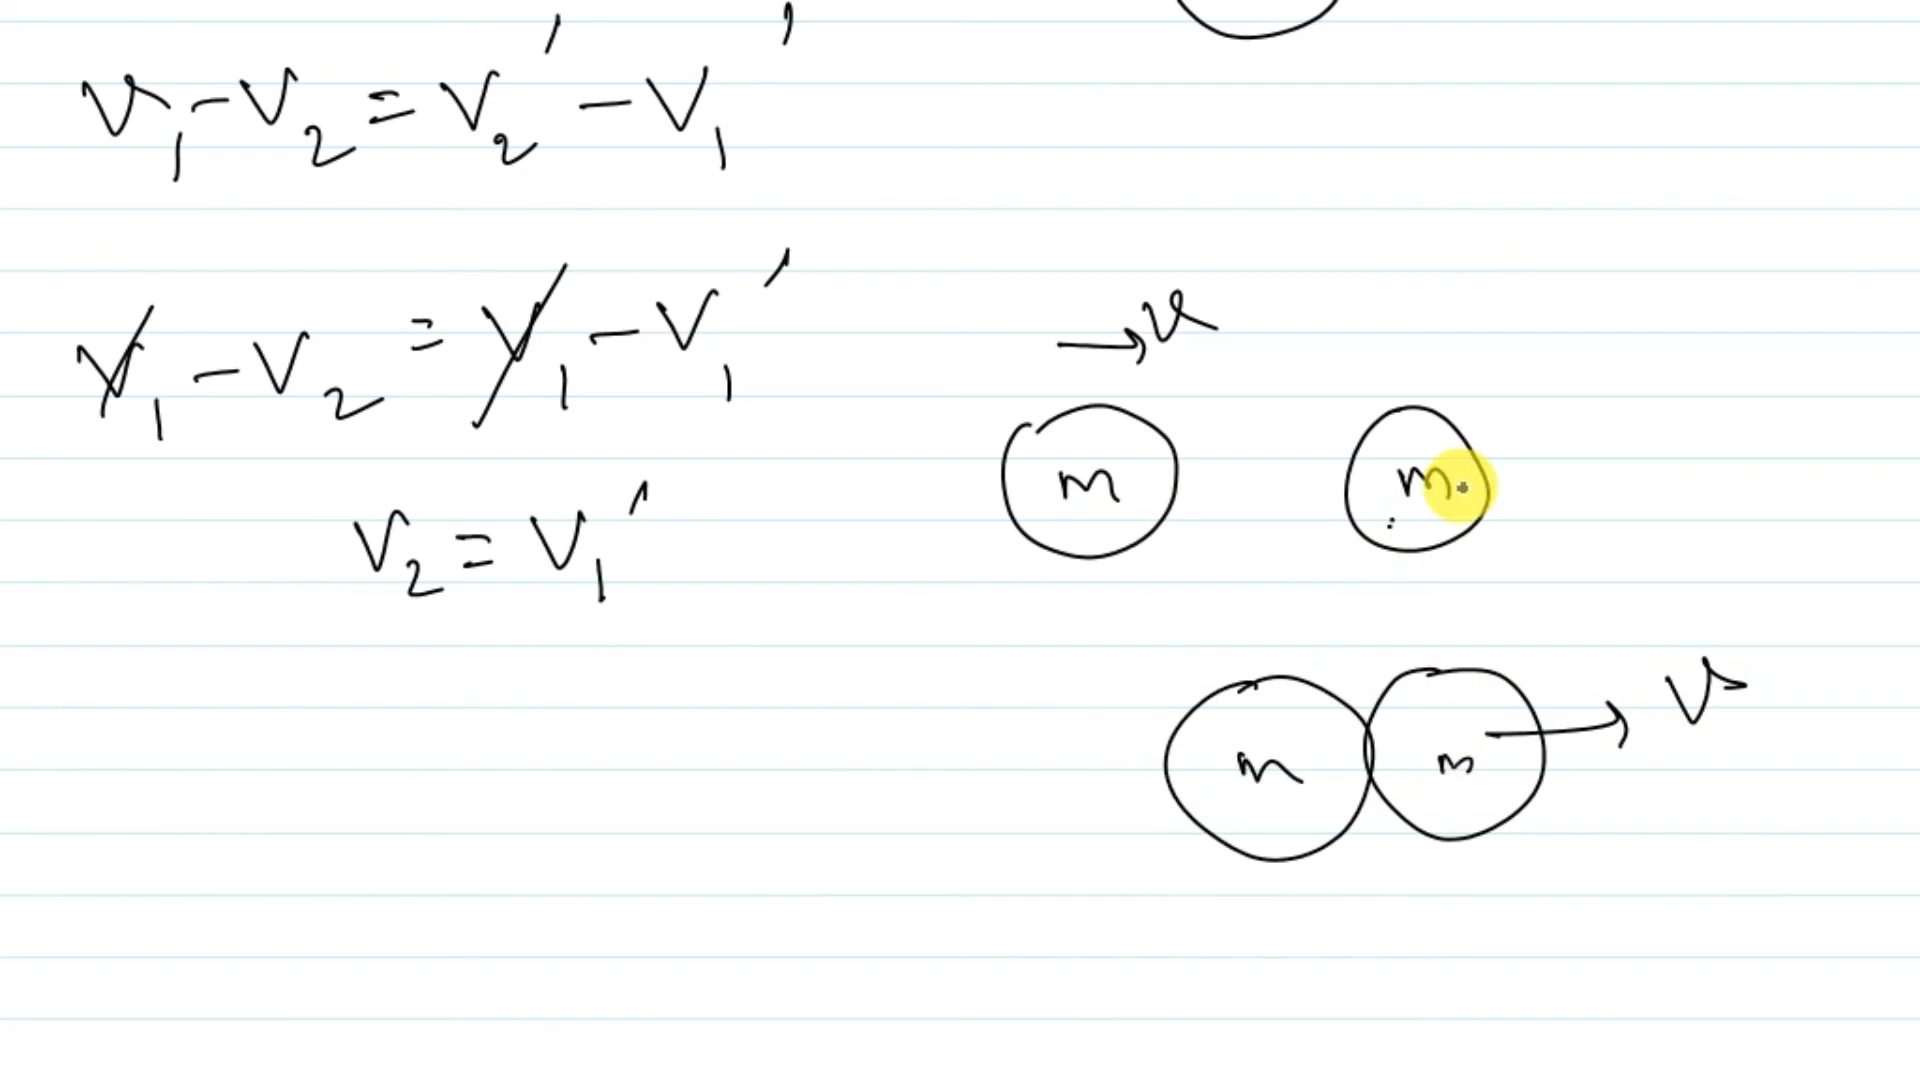 V₁ - V₂ = V₂' - V₁'
V₁ - V₂ = V₁ - V₁'
V₂ = V₁'
→ v
m
m
m
m → v